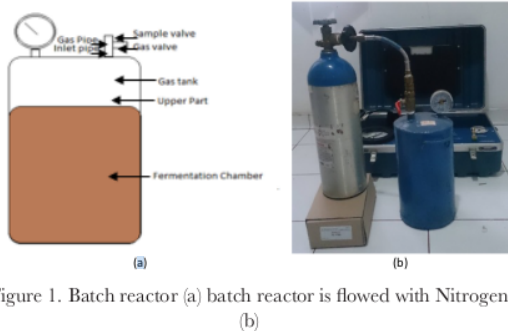 Gas Pipe
Inlet pipe
Sample valve
Gas valve
Gas tank
Upper Part
Fermentation Chamber
(a)
(b)
igure 1. Batch reactor (a) batch reactor is flowed with Nitrogen
(b)